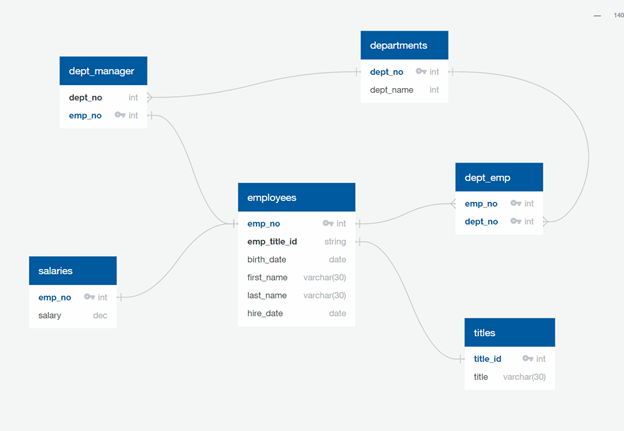 140
departments
dept_no int
dept_name int
dept_manager
dept_no int
emp_no int
dept_emp
emp_no int
dept_no int
employees
emp_no int
emp_title_id string
birth_date date
first_name varchar(30)
last_name varchar(30)
hire_date date
salaries
emp_no int
salary dec
titles
title_id int
title varchar(30)